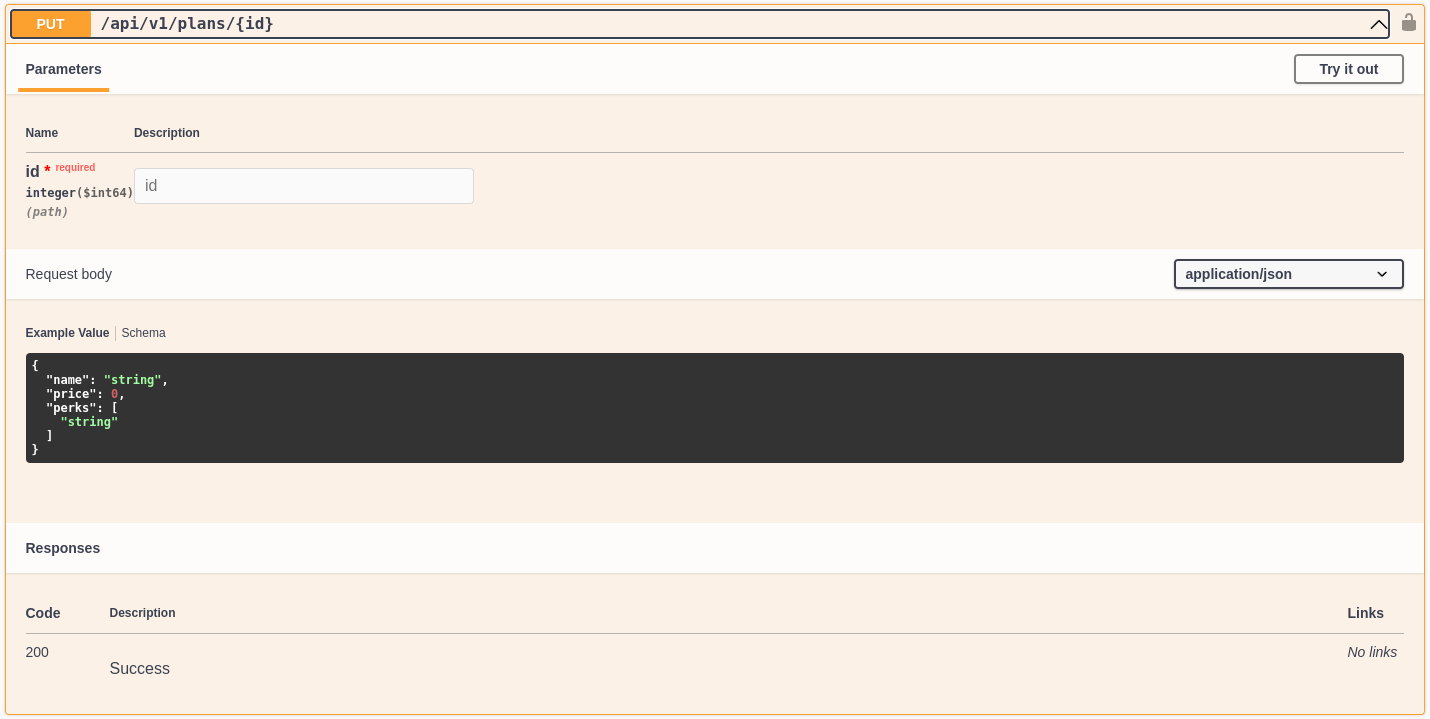 PUT /api/v1/plans/{id}
Parameters
Try it out
Name Description
id * required
integer($int64)
(path)
id
Request body
application/json
Example Value Schema
{
  "name": "string",
  "price": 0,
  "perks": [
    "string"
  ]
}
Responses
Code Description Links
200 No links
Success